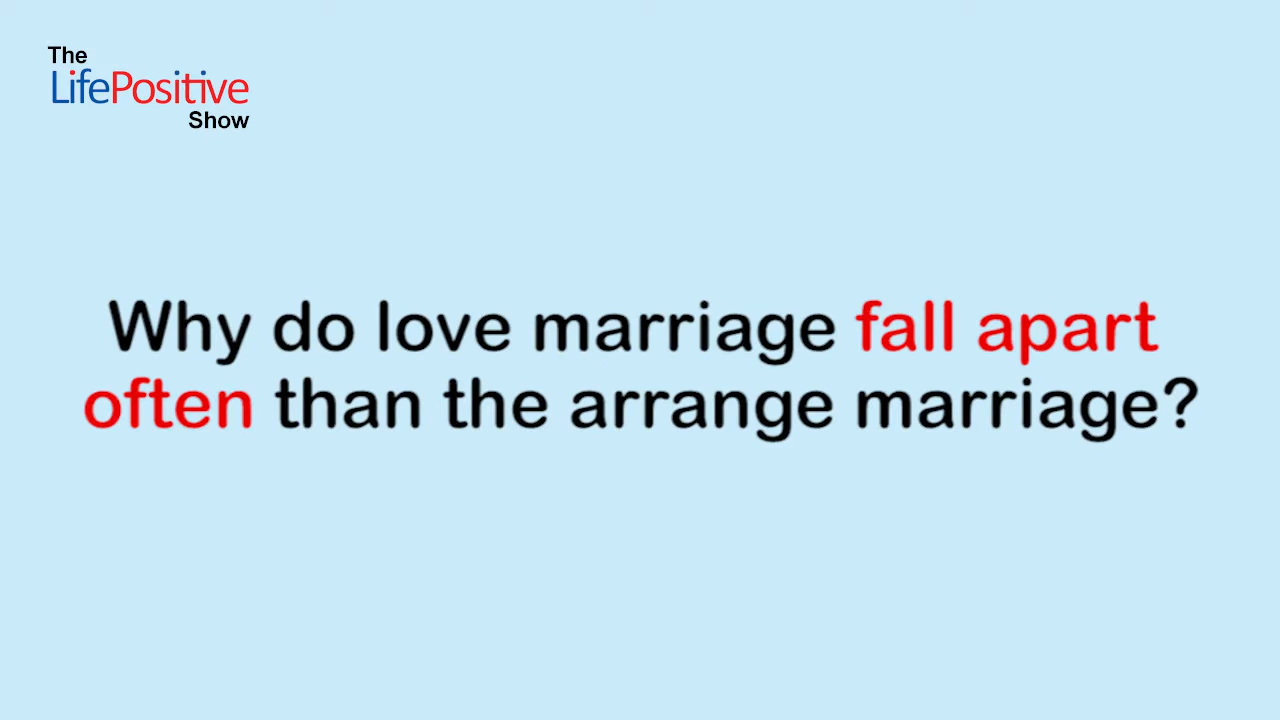 The
LifePositive
Show
Why do love marriage fall apart
often than the arrange marriage?